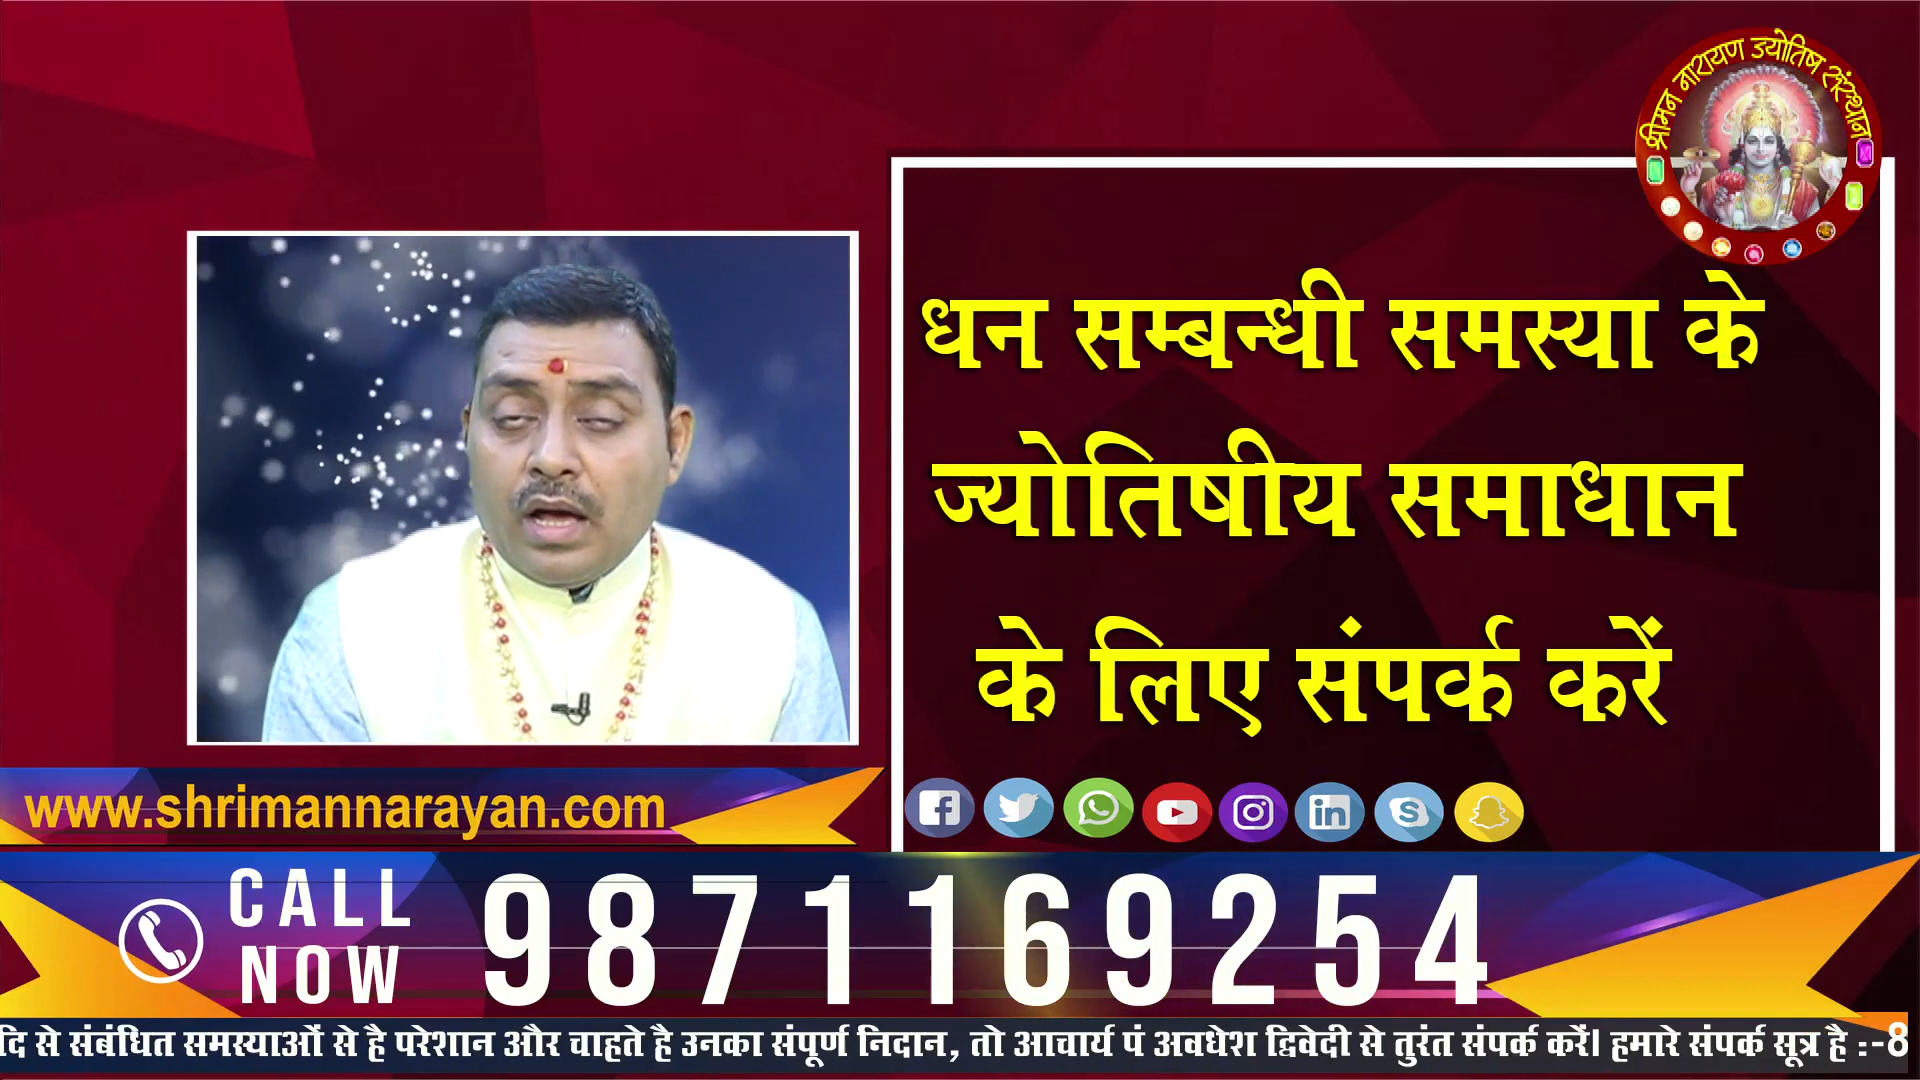 श्रीमन नारायण ज्योतिष संस्थान
धन सम्बन्धी समस्या के
ज्योतिषीय समाधान
के लिए संपर्क करें
www.shrimannarayan.com
CALL
NOW
9871169254
दि से संबंधित समस्याओं से है परेशान और चाहते है उनका संपूर्ण निदान, तो आचार्य पं अवधेश द्विवेदी से तुरंत संपर्क करें। हमारे संपर्क सूत्र है :-8